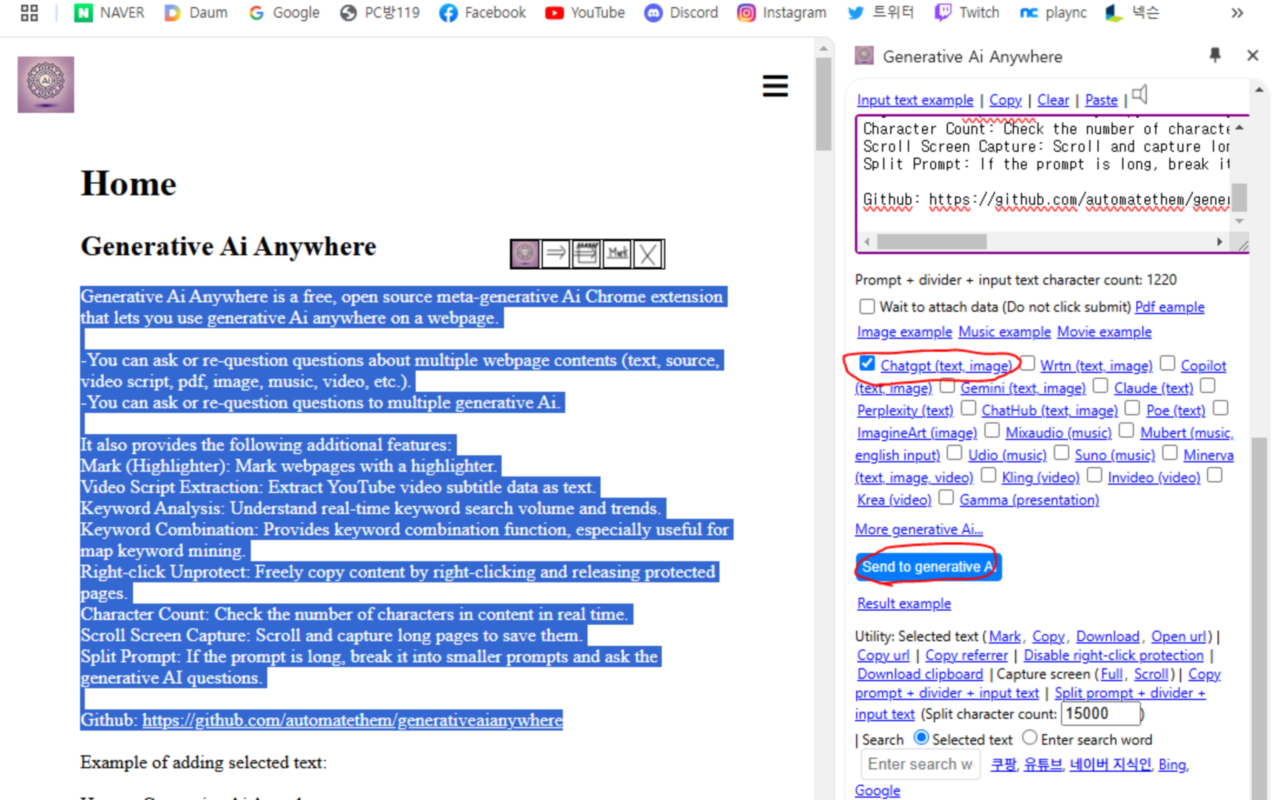 NAVER Daum Google PC방119 Facebook YouTube Discord Instagram 트위터 Twitch plaync 넥슨 »
Ai
Home
Generative Ai Anywhere
Mark
Generative Ai Anywhere is a free, open source meta-generative Ai Chrome extension
that lets you use generative Ai anywhere on a webpage.
-You can ask or re-question questions about multiple webpage contents (text, source,
video script, pdf, image, music, video, etc.).
-You can ask or re-question questions to multiple generative Ai.
It also provides the following additional features:
Mark (Highlighter): Mark webpages with a highlighter.
Video Script Extraction: Extract YouTube video subtitle data as text.
Keyword Analysis: Understand real-time keyword search volume and trends.
Keyword Combination: Provides keyword combination function, especially useful for
map keyword mining.
Right-click Unprotect: Freely copy content by right-clicking and releasing protected
pages.
Character Count: Check the number of characters in content in real time.
Scroll Screen Capture: Scroll and capture long pages to save them.
Split Prompt: If the prompt is long, break it into smaller prompts and ask the
generative AI questions.
Github: https://github.com/automatethem/generativeaianywhere
Example of adding selected text:
Generative Ai Anywhere
Input text example | Copy | Clear | Paste |
Character Count: Check the number of characte
Scroll Screen Capture: Scroll and capture lon
Split Prompt: If the prompt is long, break it
Github: https://github.com/automatethem/gener
Prompt + divider + input text character count: 1220
Wait to attach data (Do not click submit) Pdf eample
Image example Music example Movie example
Chatgpt (text, image) Wrtn (text, image) Copilot
(text, image) Gemini (text, image) Claude (text)
Perplexity (text) ChatHub (text, image) Poe (text)
ImagineArt (image) Mixaudio (music) Mubert (music,
english input) Udio (music) Suno (music) Minerva
(text, image, video) Kling (video) Invideo (video)
Krea (video) Gamma (presentation)
More generative Ai...
Send to generative A
Result example
Utility: Selected text (Mark, Copy, Download, Open url) |
Copy url | Copy referrer | Disable right-click protection |
Download clipboard | Capture screen (Full, Scroll) | Copy
prompt + divider + input text | Split prompt + divider +
input text (Split character count: 15000 )
| Search Selected text Enter search word
Enter search w 쿠팡, 유튜브, 네이버 지식인, Bing,
Google